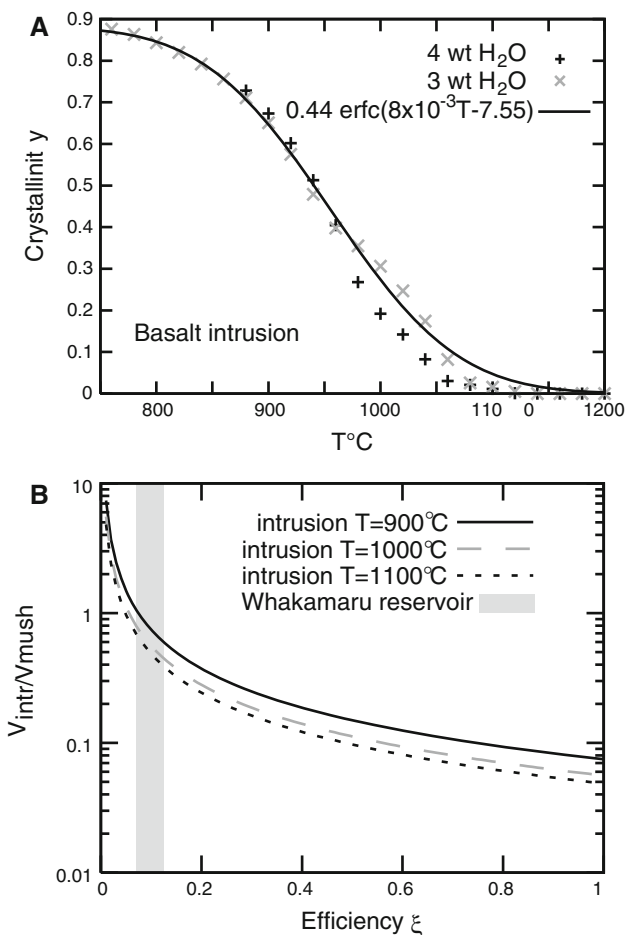 A
0.9
0.8
0.7
0.6
0.5
0.4
0.3
0.2
0.1
0
Crystallinit y
4 wt H₂O
3 wt H₂O
0.44 erfc(8x10⁻³T-7.55)
Basalt intrusion
800 900 1000 110 0 1200
T°C
B
10
1
0.1
0.01
Vintr/Vmush
intrusion T=900°C
intrusion T=1000°C
intrusion T=1100°C
Whakamaru reservoir
0 0.2 0.4 0.6 0.8 1
Efficiency ξ